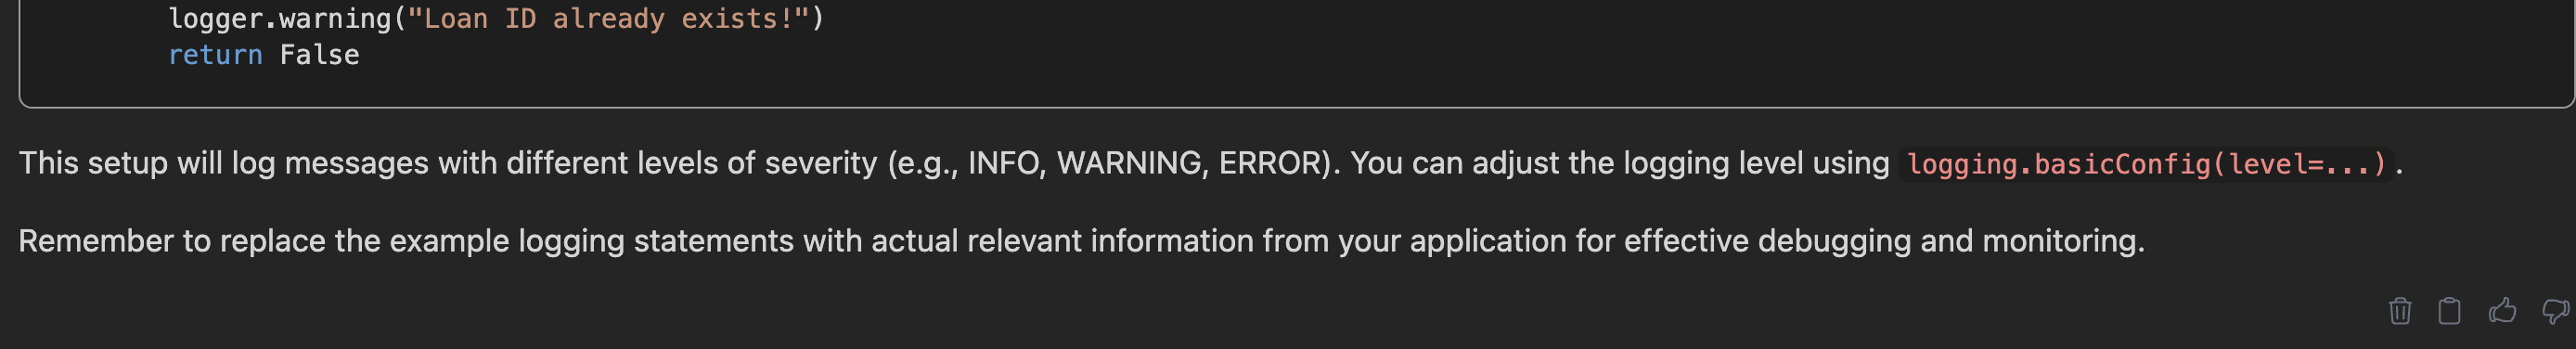 logger.warning("Loan ID already exists!")
return False
This setup will log messages with different levels of severity (e.g., INFO, WARNING, ERROR). You can adjust the logging level using logging.basicConfig(level=...).
Remember to replace the example logging statements with actual relevant information from your application for effective debugging and monitoring.